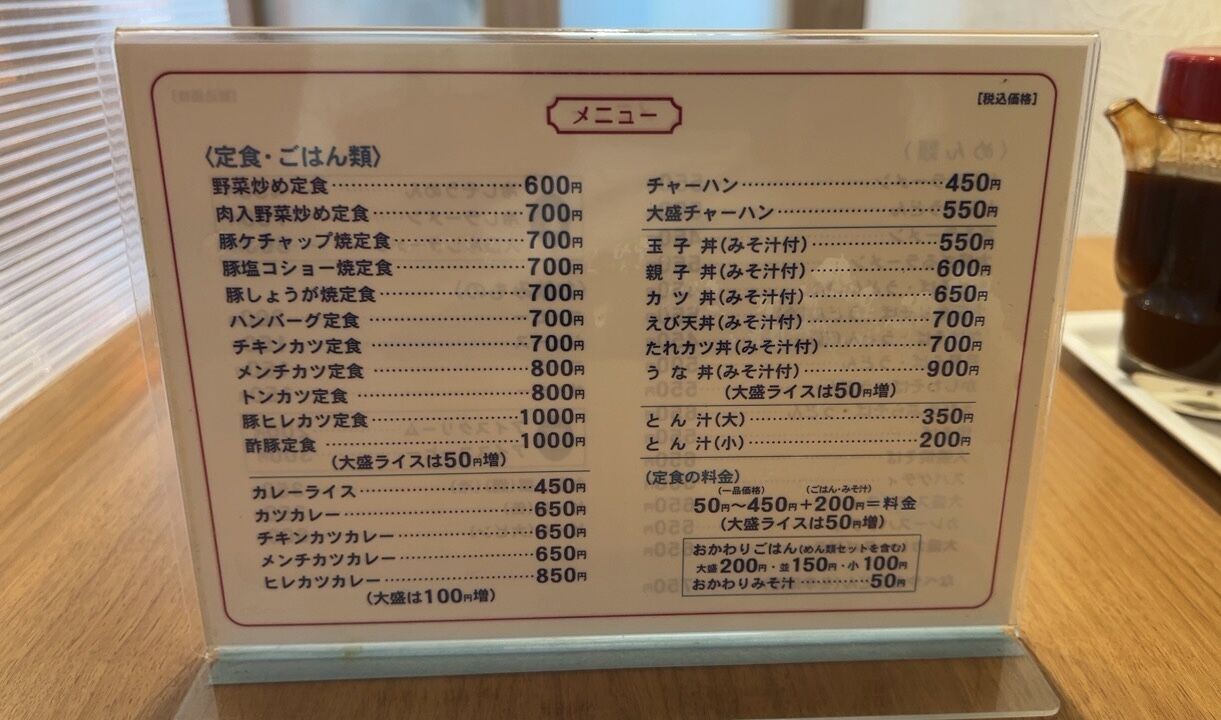 [税込価格]
メニュー
〈定食・ごはん類〉
野菜炒め定食 600円
肉入野菜炒め定食 700円
豚ケチャップ焼定食 700円
豚塩コショー焼定食 700円
豚しょうが焼定食 700円
ハンバーグ定食 700円
チキンカツ定食 700円
メンチカツ定食 800円
トンカツ定食 800円
豚ヒレカツ定食 1000円
酢豚定食 1000円
(大盛ライスは50円増)
カレーライス 450円
カツカレー 650円
チキンカツカレー 650円
メンチカツカレー 650円
ヒレカツカレー 850円
(大盛は100円増)
チャーハン 450円
大盛チャーハン 550円
玉子丼(みそ汁付) 550円
親子丼(みそ汁付) 600円
カツ丼(みそ汁付) 650円
えび天丼(みそ汁付) 700円
たれカツ丼(みそ汁付) 700円
うな丼(みそ汁付) 900円
(大盛ライスは50円増)
とん汁(大) 350円
とん汁(小) 200円
(定食の料金)
(一品価格) (ごはん・みそ汁)
50円〜450円+200円=料金
(大盛ライスは50円増)
おかわりごはん(めん類セットを含む)
大盛200円・並150円・小100円
おかわりみそ汁 50円